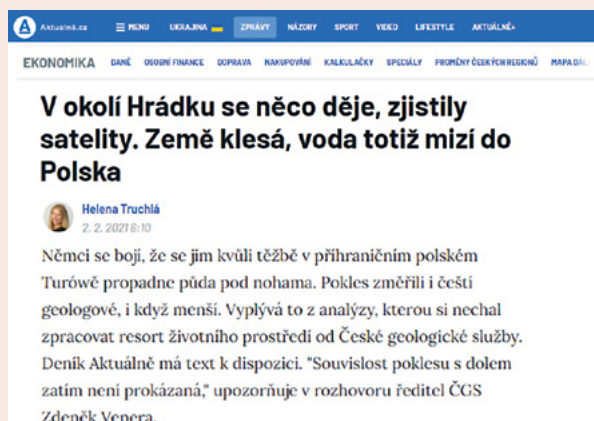 Aktuálně.cz MENU UKRAJINA ZPRÁVY NÁZORY SPORT VIDEO LIFESTYLE AKTUÁLNĚ+
EKONOMIKA DANĚ OSOBNÍ FINANCE DOPRAVA NAKUPOVÁNÍ KALKULAČKY SPECIÁLY PROMĚNY ČESKÝCH REGIONŮ MAPA
V okolí Hrádku se něco děje, zjistily
satelity. Země klesá, voda totiž mizí do
Polska
Helena Truchlá
2. 2. 2021 6:10
Němci se bojí, že se jim kvůli těžbě v příhraničním polském
Turówě propadne půda pod nohama. Pokles změřili i čeští
geologové, i když menší. Vyplývá to z analýzy, kterou si nechal
zpracovat resort životního prostředí od České geologické služby.
Deník Aktuálně má text k dispozici. "Souvislost poklesu s dolem
zatím není prokázaná," upozorňuje v rozhovoru ředitel ČGS
Zdeněk Venera.